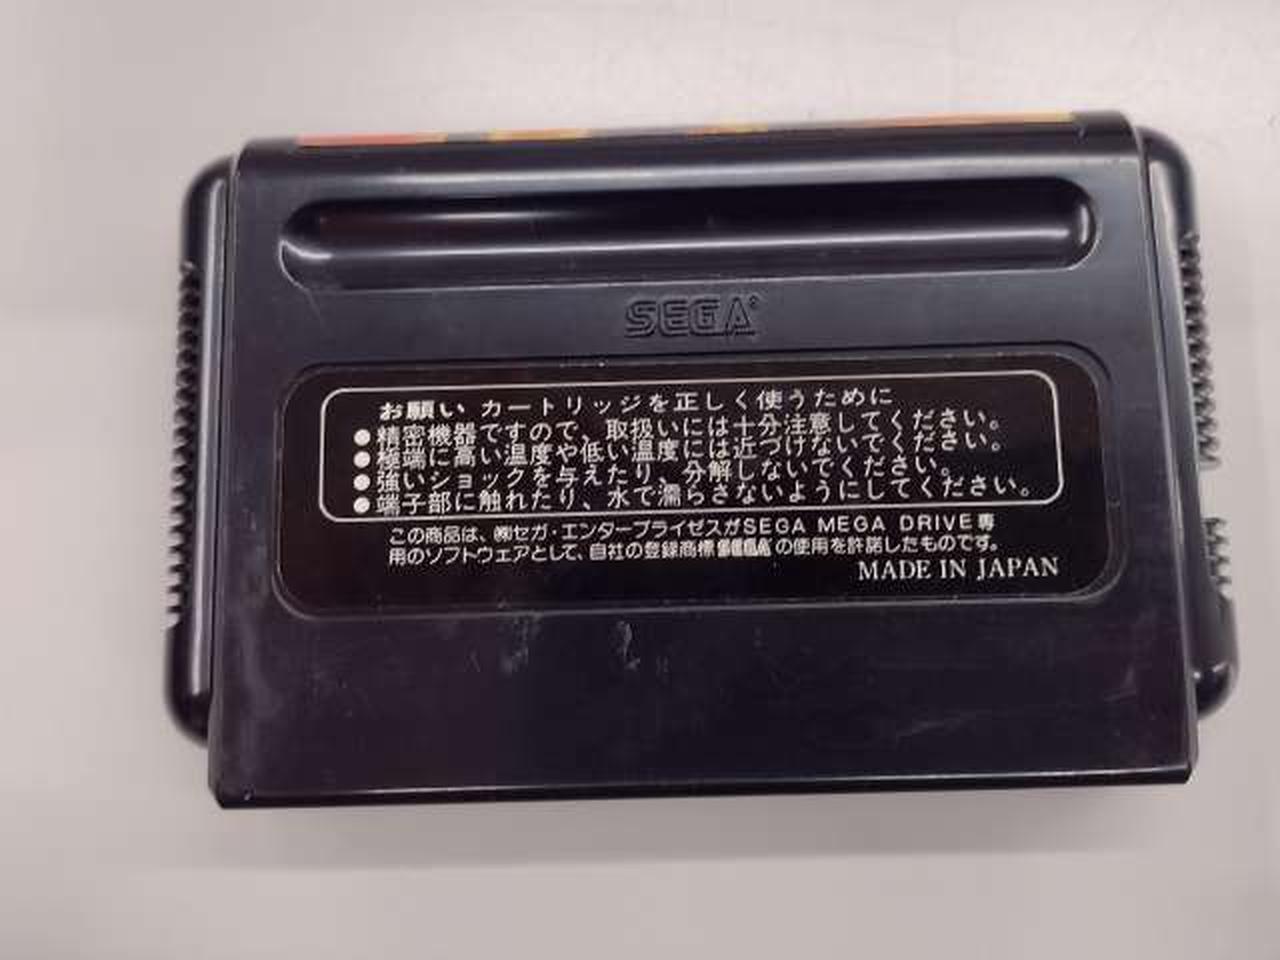 SEGA®
お願い カートリッジを正しく使うために
●精密機器ですので、取扱いには十分注意してください。
●極端に高い温度や低い温度には近づけないでください。
●強いショックを与えたり、分解しないでください。
●端子部に触れたり、水で濡らさないようにしてください。
この商品は、㈱セガ・エンタープライゼスがSEGA MEGA DRIVE専
用のソフトウェアとして、自社の登録商標SEGAの使用を許諾したものです。
MADE IN JAPAN